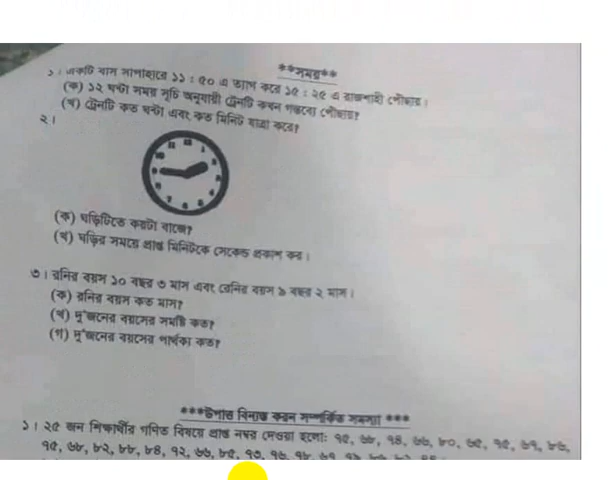 **সময়**
১। একটি বাস সাপাহারে ১১ : ৫০ এ ত্যাগ করে ১৫ : ২৫ এ রাজশাহী পৌছায়।
(ক) ১২ ঘণ্টা সময় সূচি অনুযায়ী ট্রেনটি কখন গন্তব্যে পৌছায়?
(খ) ট্রেনটি কত ঘণ্টা এবং কত মিনিট যাত্রা করে?
২।
(ক) ঘড়িটিতে কয়টা বাজে?
(খ) ঘড়ির সময়ে প্রাপ্ত মিনিটকে সেকেন্ডে প্রকাশ কর।
৩। রনির বয়স ১০ বছর ৩ মাস এবং রেনির বয়স ৯ বছর ২ মাস।
(ক) রনির বয়স কত মাস?
(খ) দু'জনের বয়সের সমষ্টি কত?
(গ) দু'জনের বয়সের পার্থক্য কত?
***উপাত্ত বিন্যস্ত করন সম্পর্কিত সমস্যা ***
১। ২৫ জন শিক্ষার্থীর গণিত বিষয়ে প্রাপ্ত নম্বর দেওয়া হলো: ৭৫, ৬৮, ৭৪, ৬৬, ৮০, ৬৫, ৭৫, ৬৭, ৮৬,
৭৫, ৬৮, ৮২, ৮৮, ৮৪, ৭২, ৬৬, ৮৫,